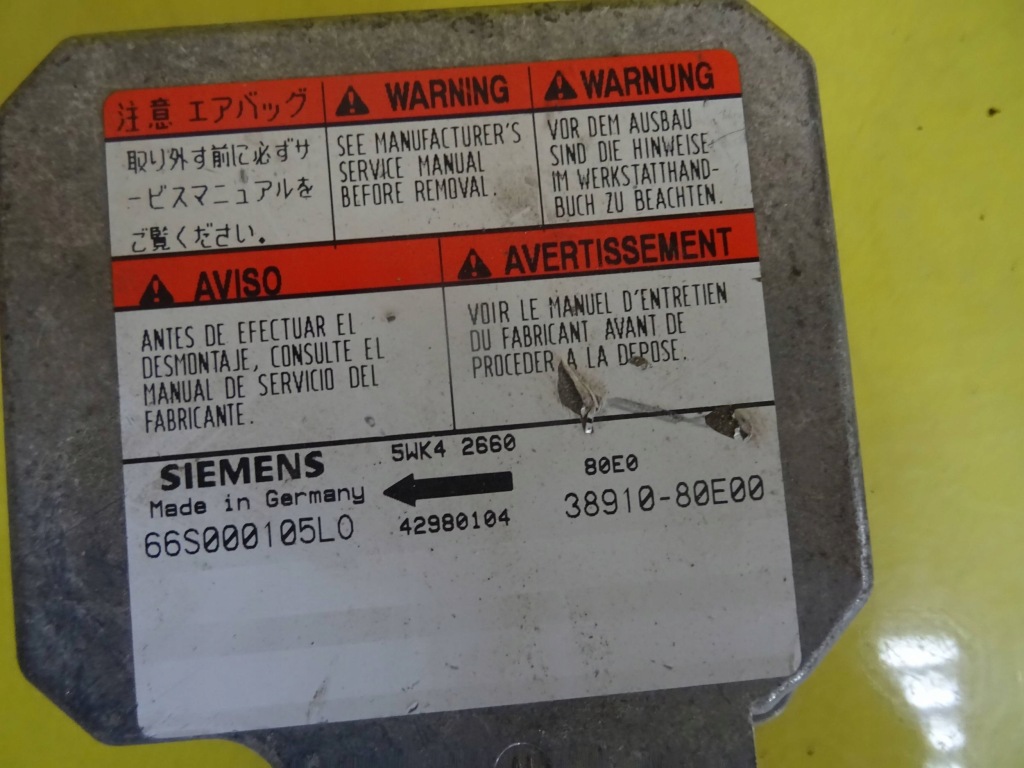 注意 エアバッグ
取り外す前に必ずサ
ービスマニュアルを
ご覧ください。
WARNING
SEE MANUFACTURER'S
SERVICE MANUAL
BEFORE REMOVAL.
WARNUNG
VOR DEM AUSBAU
SIND DIE HINWEISE
IM WERKSTATTHAND-
BUCH ZU BEACHTEN.
AVISO
ANTES DE EFECTUAR EL
DESMONTAJE, CONSULTE EL
MANUAL DE SERVICIO DEL
FABRICANTE.
AVERTISSEMENT
VOIR LE MANUEL D'ENTRETIEN
DU FABRICANT AVANT DE
PROCEDER A LA DEPOSE.
SIEMENS
Made in Germany
66S000105LO
5WK4 2660
42980104
80E0
38910-80E00